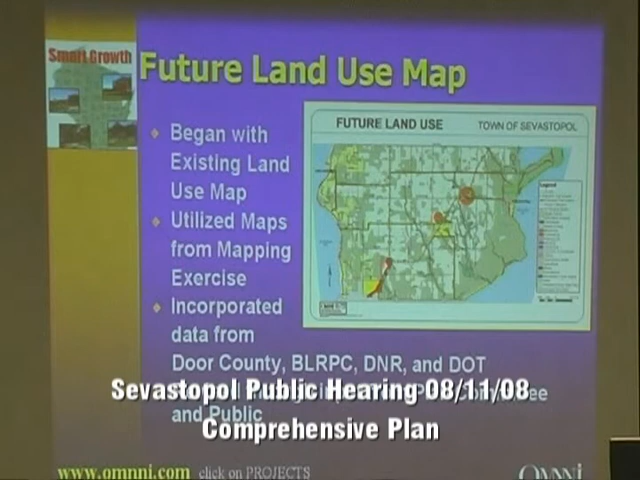 Smart Growth
Future Land Use Map
Began with
Existing Land
Use Map
Utilized Maps
from Mapping
Exercise
Incorporated
data from
Door County, BLRPC, DNR, and DOT
and Public
FUTURE LAND USE
TOWN OF SEVASTOPOL
Legend
Sevastopol Public Hearing 08/11/08
Comprehensive Plan
www.omnni.com click on PROJECTS
OMNNI